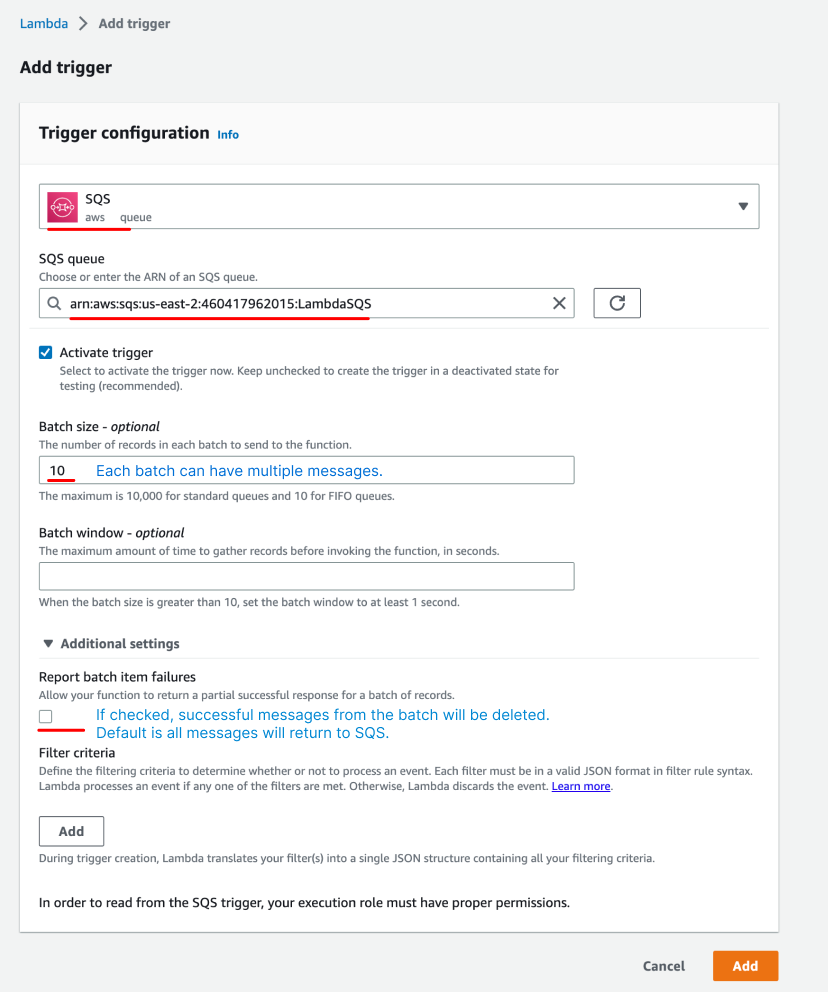 Lambda > Add trigger
Add trigger
Trigger configuration Info
SQS
aws queue
SQS queue
Choose or enter the ARN of an SQS queue.
arn:aws:sqs:us-east-2:460417962015:LambdaSQS
Activate trigger
Select to activate the trigger now. Keep unchecked to create the trigger in a deactivated state for
testing (recommended).
Batch size - optional
The number of records in each batch to send to the function.
10 Each batch can have multiple messages.
The maximum is 10,000 for standard queues and 10 for FIFO queues.
Batch window - optional
The maximum amount of time to gather records before invoking the function, in seconds.
When the batch size is greater than 10, set the batch window to at least 1 second.
Additional settings
Report batch item failures
Allow your function to return a partial successful response for a batch of records.
If checked, successful messages from the batch will be deleted.
Default is all messages will return to SQS.
Filter criteria
Define the filtering criteria to determine whether or not to process an event. Each filter must be in a valid JSON format in filter rule syntax.
Lambda processes an event if any one of the filters are met. Otherwise, Lambda discards the event. Learn more.
Add
During trigger creation, Lambda translates your filter(s) into a single JSON structure containing all your filtering criteria.
In order to read from the SQS trigger, your execution role must have proper permissions.
Cancel Add